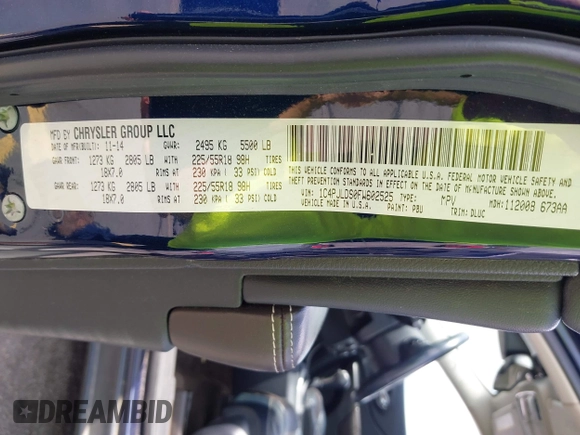 MFD BY CHRYSLER GROUP LLC
DATE OF MFR(BUILT): 11-14 GVWR: 2495 KG 5500 LB
GAWR FRONT: 1273 KG 2805 LB WITH 225/55R18 98H TIRES
18X7.0 RIMS AT 230 KPA( 33 PSI) COLD
GAWR REAR: 1273 KG 2805 LB WITH 225/55R18 98H TIRES
18X7.0 RIMS AT 230 KPA( 33 PSI) COLD
THIS VEHICLE CONFORMS TO ALL APPLICABLE U.S.A. FEDERAL MOTOR VEHICLE SAFETY AND
THEFT PREVENTION STANDARDS IN EFFECT ON THE DATE OF MANUFACTURE SHOWN ABOVE.
VIN: 1C4PJLDS0FW602525 TYPE: MPV MDH:112009 673AA
VEHICLE MADE IN U.S.A. PAINT: PBU TRIM: DLUC
DREAMBID